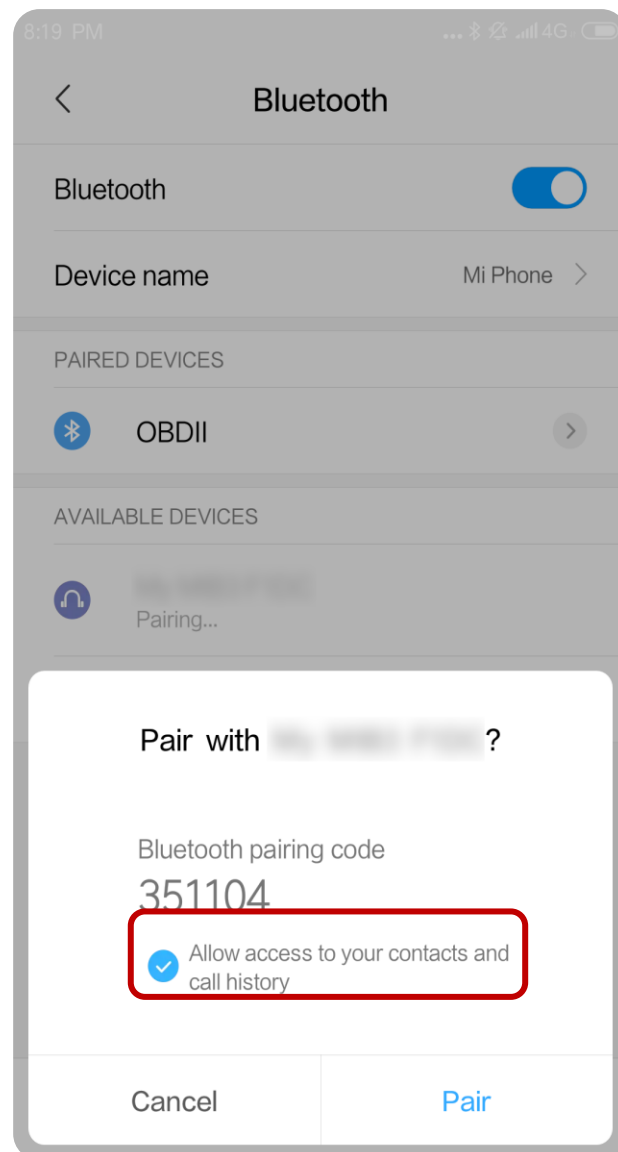 8:19 PM ... 4G
Bluetooth
Bluetooth
Device name Mi Phone
PAIRED DEVICES
OBDII
AVAILABLE DEVICES
Pairing...
Pair with ?
Bluetooth pairing code
351104
Allow access to your contacts and
call history
Cancel Pair